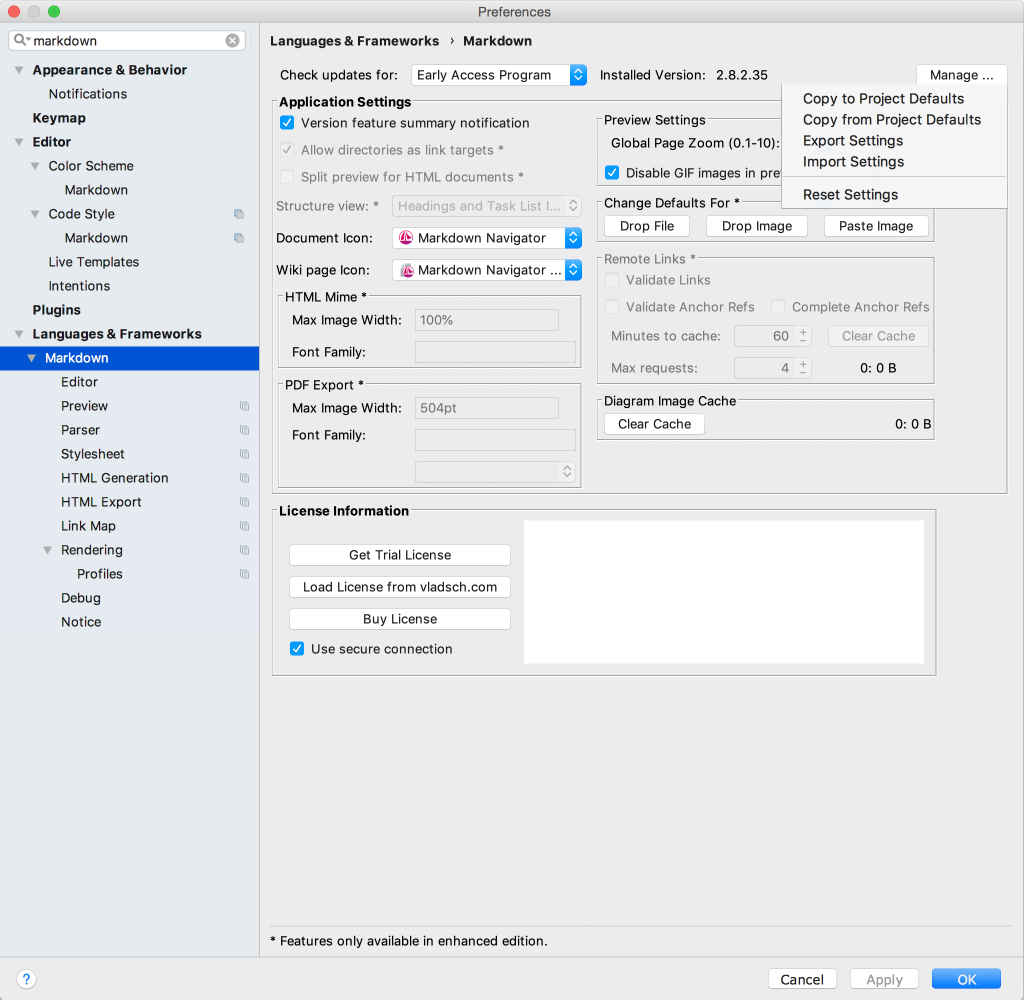 Preferences
markdown
Appearance & Behavior
Notifications
Keymap
Editor
Color Scheme
Markdown
Code Style
Markdown
Live Templates
Intentions
Plugins
Languages & Frameworks
Markdown
Editor
Preview
Parser
Stylesheet
HTML Generation
HTML Export
Link Map
Rendering
Profiles
Debug
Notice
Languages & Frameworks › Markdown
Check updates for: Early Access Program Installed Version: 2.8.2.35 Manage ...
Copy to Project Defaults
Copy from Project Defaults
Export Settings
Import Settings
Reset Settings
Application Settings
Version feature summary notification
Allow directories as link targets *
Split preview for HTML documents *
Structure view: * Headings and Task List I...
Document Icon: Markdown Navigator
Wiki page Icon: Markdown Navigator ...
HTML Mime *
Max Image Width: 100%
Font Family:
PDF Export *
Max Image Width: 504pt
Font Family:
Preview Settings
Global Page Zoom (0.1-10):
Disable GIF images in pre
Change Defaults For *
Drop File Drop Image Paste Image
Remote Links *
Validate Links
Validate Anchor Refs Complete Anchor Refs
Minutes to cache: 60 Clear Cache
Max requests: 4 0: 0 B
Diagram Image Cache
Clear Cache 0: 0 B
License Information
Get Trial License
Load License from vladsch.com
Buy License
Use secure connection
* Features only available in enhanced edition.
? Cancel Apply OK